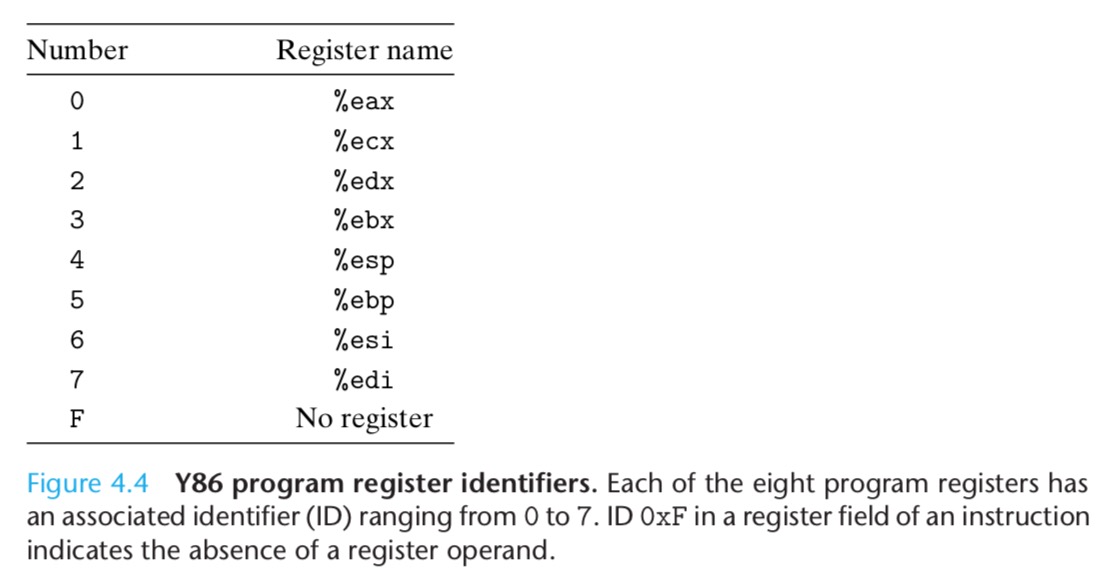 Number Register name
0 %eax
1 %ecx
2 %edx
3 %ebx
4 %esp
5 %ebp
6 %esi
7 %edi
F No register
Figure 4.4 Y86 program register identifiers. Each of the eight program registers has
an associated identifier (ID) ranging from 0 to 7. ID 0xF in a register field of an instruction
indicates the absence of a register operand.